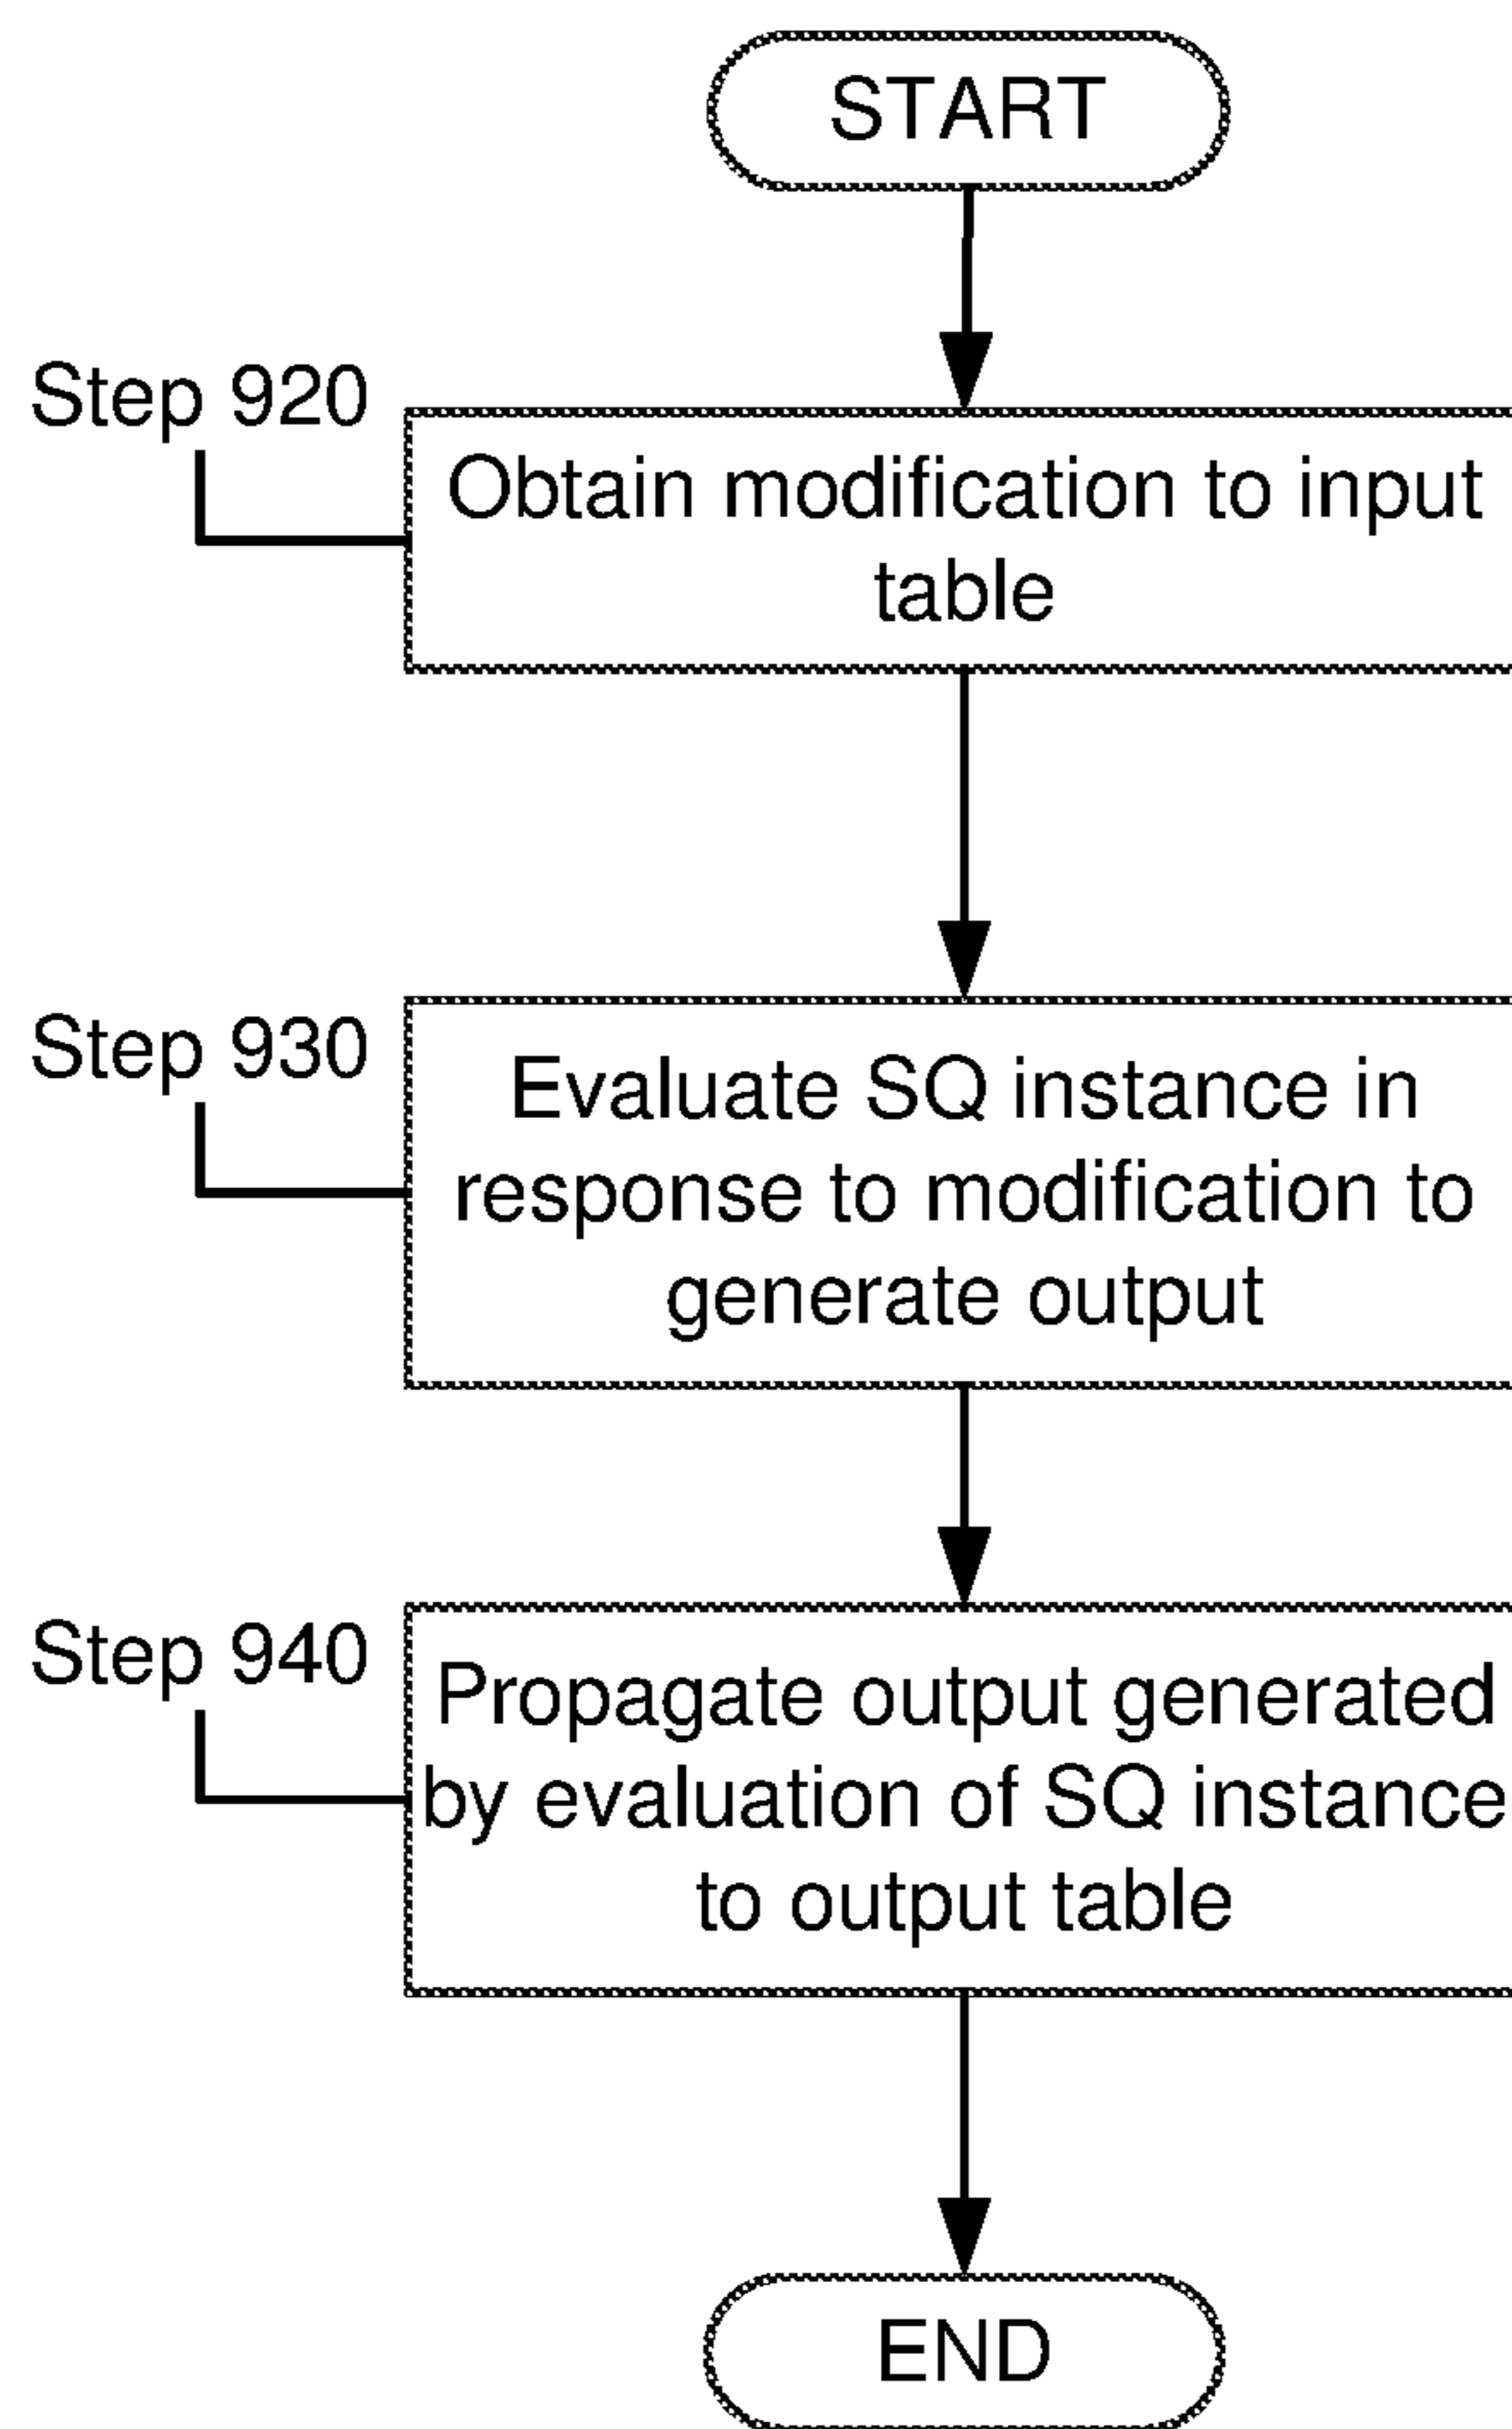 START
Step 920
Obtain modification to input
table
Step 930
Evaluate SQ instance in
response to modification to
generate output
Step 940
Propagate output generated
by evaluation of SQ instance
to output table
END